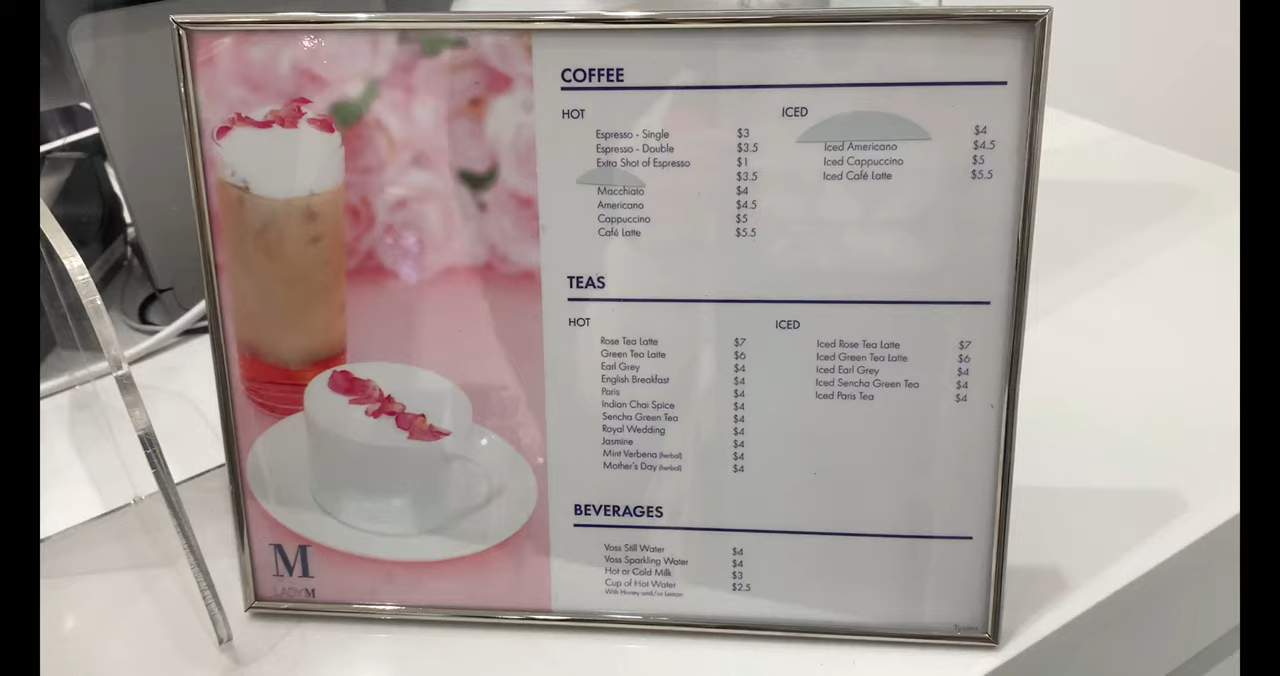 COFFEE
HOT
Espresso - Single $3
Espresso - Double $3.5
Extra Shot of Espresso $1
$3.5
Macchiato $4
Americano $4.5
Cappuccino $5
Café Latte $5.5
ICED
$4
Iced Americano $4.5
Iced Cappuccino $5
Iced Café Latte $5.5
TEAS
HOT
Rose Tea Latte $7
Green Tea Latte $6
Earl Grey $4
English Breakfast $4
Paris $4
Indian Chai Spice $4
Sencha Green Tea $4
Royal Wedding $4
Jasmine $4
Mint Verbena (herbal) $4
Mother's Day (herbal) $4
ICED
Iced Rose Tea Latte $7
Iced Green Tea Latte $6
Iced Earl Grey $4
Iced Sencha Green Tea $4
Iced Paris Tea $4
BEVERAGES
Voss Still Water $4
Voss Sparkling Water $4
Hot or Cold Milk $3
Cup of Hot Water $2.5
With Honey and/or Lemon
M
LADY M